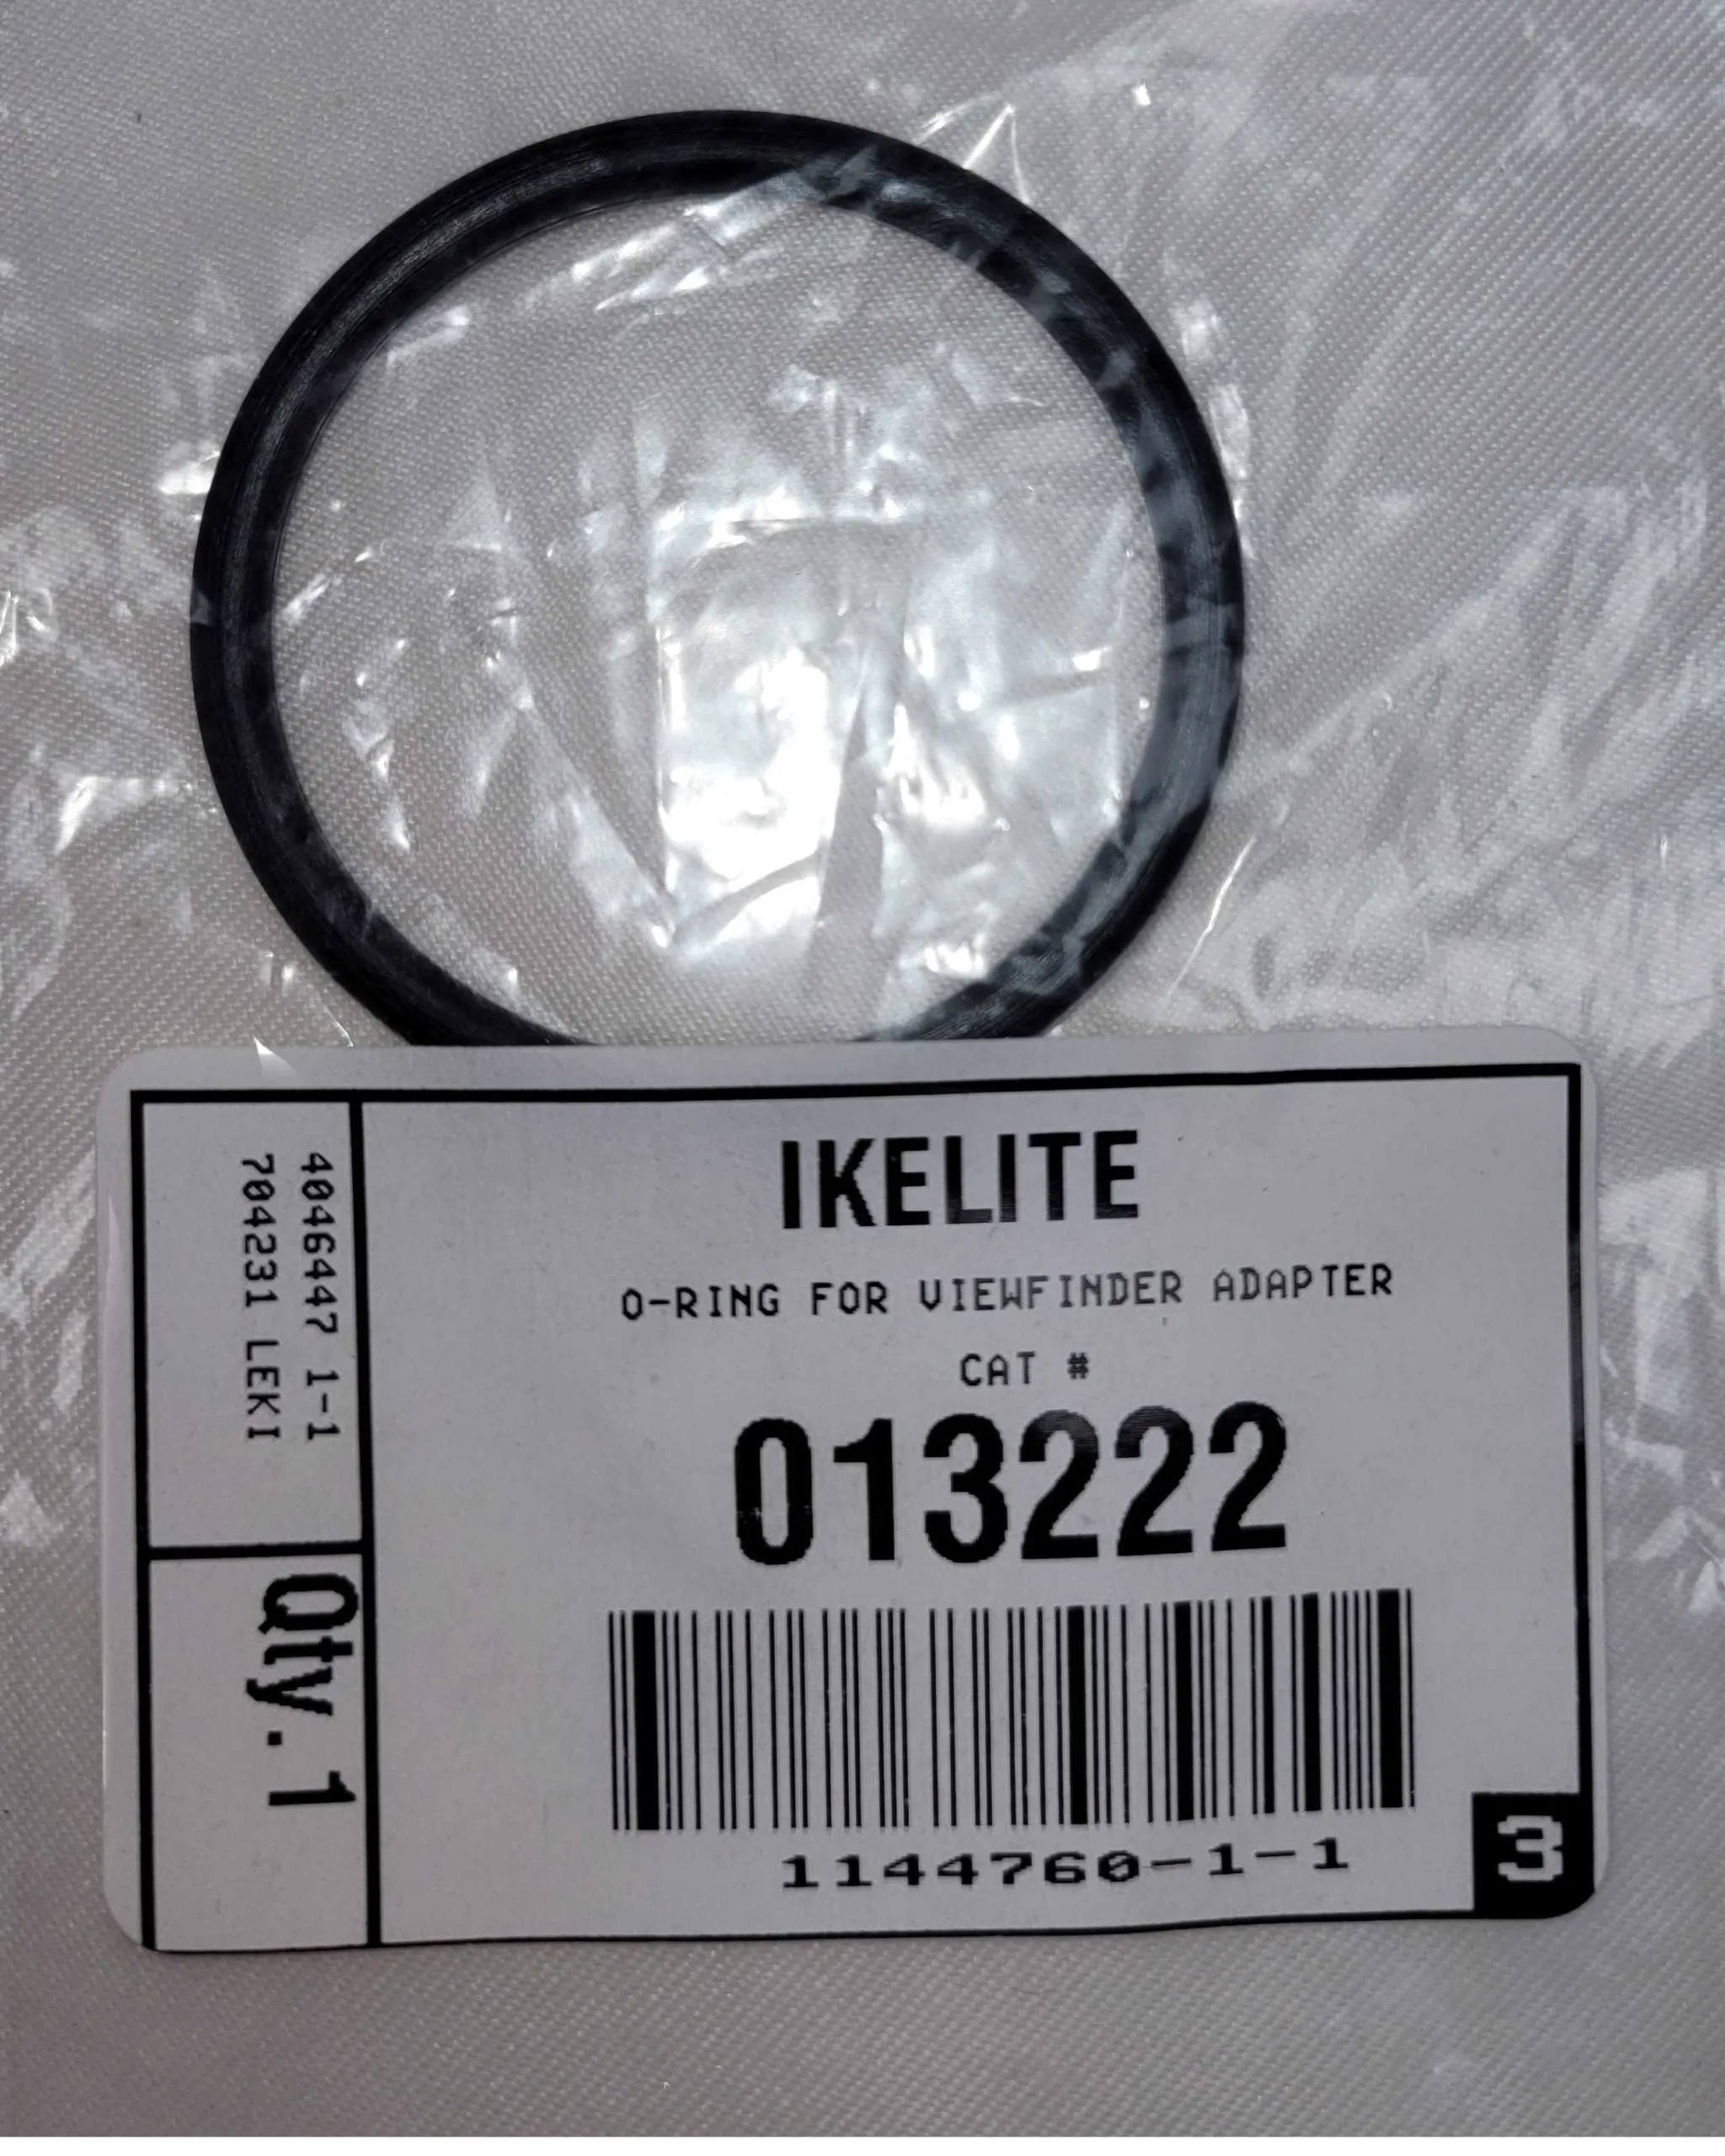 IKELITE
O-RING FOR VIEWFINDER ADAPTER
CAT #
013222
1144760-1-1
3
4046447 1-1
704231 LEKI
Qty. 1